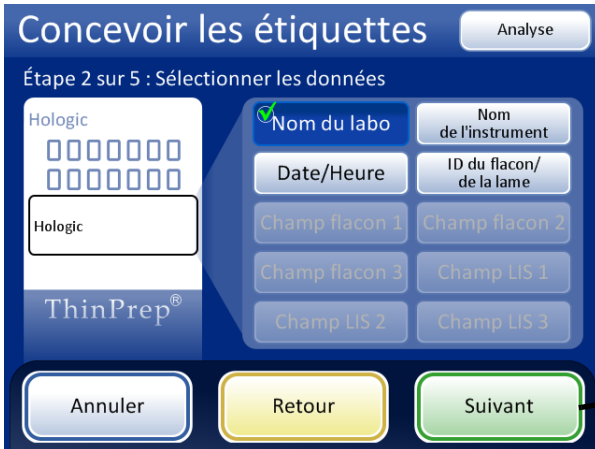 Concevoir les étiquettes
Analyse
Étape 2 sur 5 : Sélectionner les données
Hologic
Hologic
ThinPrep®
Nom du labo
Nom
de l'instrument
Date/Heure
ID du flacon/
de la lame
Champ flacon 1
Champ flacon 2
Champ flacon 3
Champ LIS 1
Champ LIS 2
Champ LIS 3
Annuler
Retour
Suivant